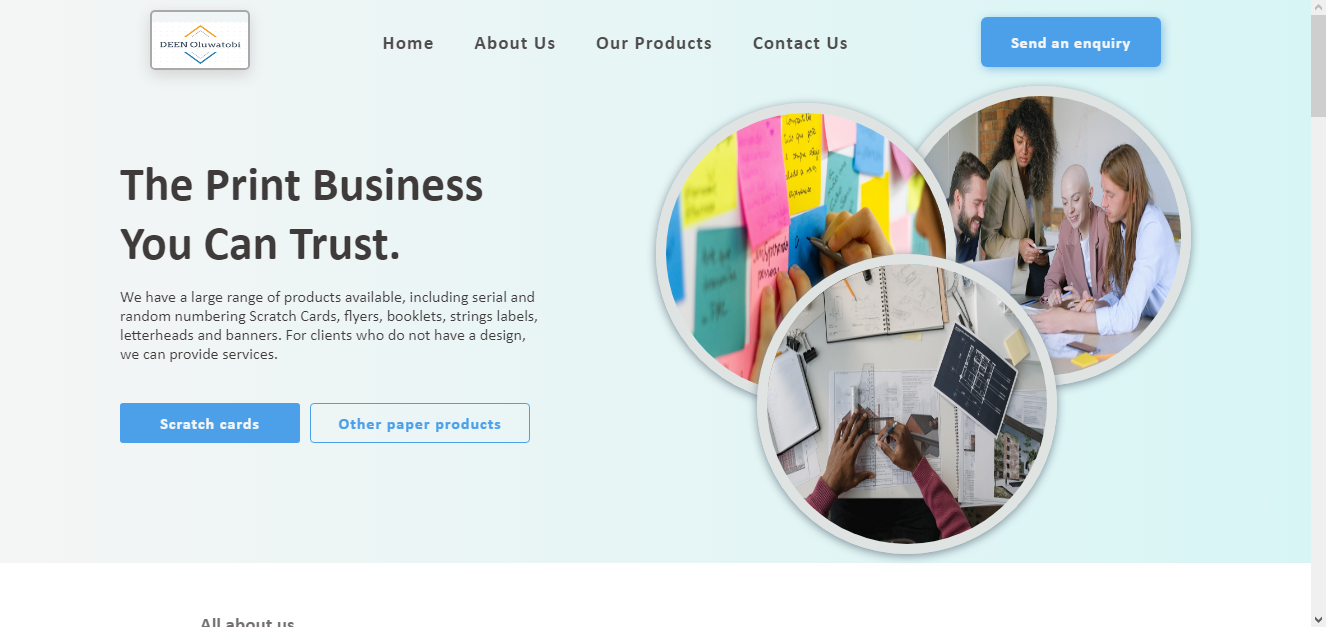 DEEN Oluwatobi
Home
About Us
Our Products
Contact Us
Send an enquiry
The Print Business
You Can Trust.
We have a large range of products available, including serial and
random numbering Scratch Cards, flyers, booklets, strings labels,
letterheads and banners. For clients who do not have a design,
we can provide services.
Scratch cards
Other paper products
All about us